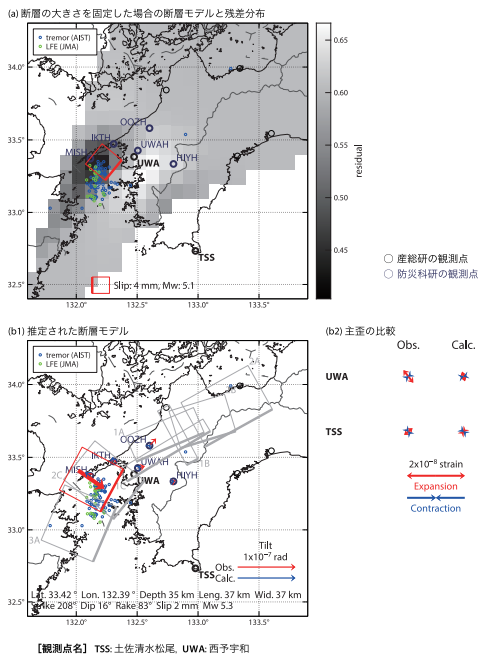 (a) 断層の大きさを固定した場合の断層モデルと残差分布
tremor (AIST)
LFE (JMA)
34.0°
33.5°
33.0°
32.5°
OOZH
IKTH
MISH
UWAH
UWA
HIYH
TSS
Slip: 4 mm, Mw: 5.1
132.0°
132.5°
133.0°
133.5°
0.65
0.60
0.55
0.50
0.45
residual
産総研の観測点
防災科研の観測点
(b1) 推定された断層モデル
tremor (AIST)
LFE (JMA)
34.0°
33.5°
33.0°
32.5°
1A
OOZH
IKTH
MISH
2C
UWAH
1B
UWA
HIYH
3A
TSS
Tilt
1x10⁻⁷ rad
Obs.
Calc.
Lat. 33.42° Lon. 132.39° Depth 35 km Leng. 37 km Wid. 37 km
Strike 208° Dip 16° Rake 83° Slip 2 mm Mw 5.3
132.0°
132.5°
133.0°
133.5°
(b2) 主歪の比較
Obs. Calc.
UWA
TSS
2x10⁻⁸ strain
Expansion
Contraction
【観測点名】 TSS: 土佐清水松尾, UWA: 西予宇和